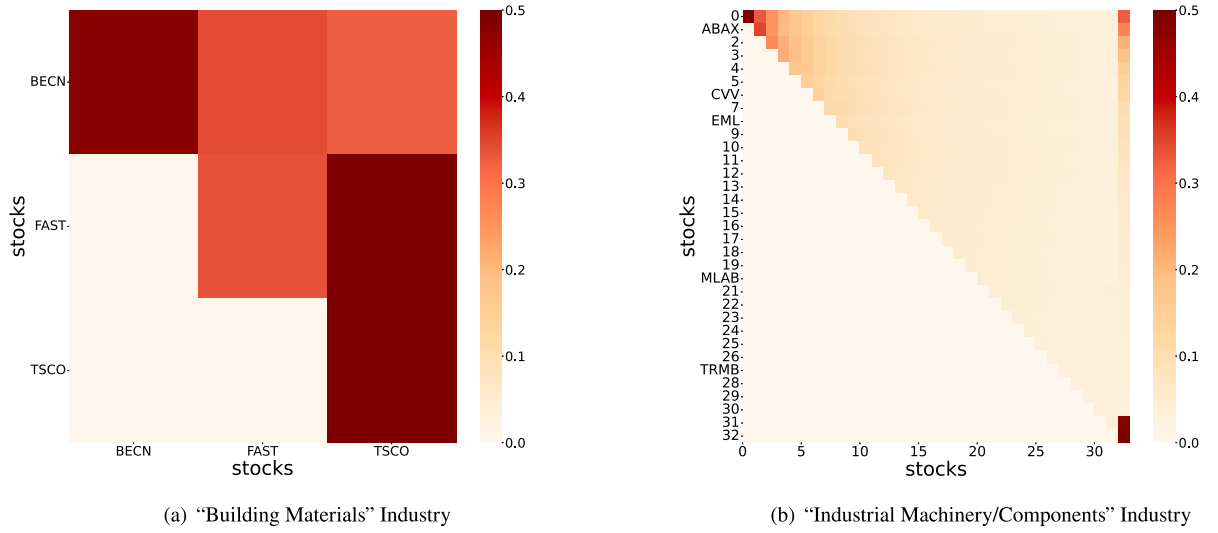 BECN
FAST
TSCO
stocks
BECN
FAST
TSCO
stocks
0.5
0.4
0.3
0.2
0.1
0.0
(a) “Building Materials” Industry
0
ABAX
2
3
4
5
CVV
7
EML
9
10
11
12
13
14
15
16
17
18
19
MLAB
21
22
23
24
25
26
TRMB
28
29
30
31
32
stocks
0
5
10
15
20
25
30
stocks
0.5
0.4
0.3
0.2
0.1
0.0
(b) “Industrial Machinery/Components” Industry